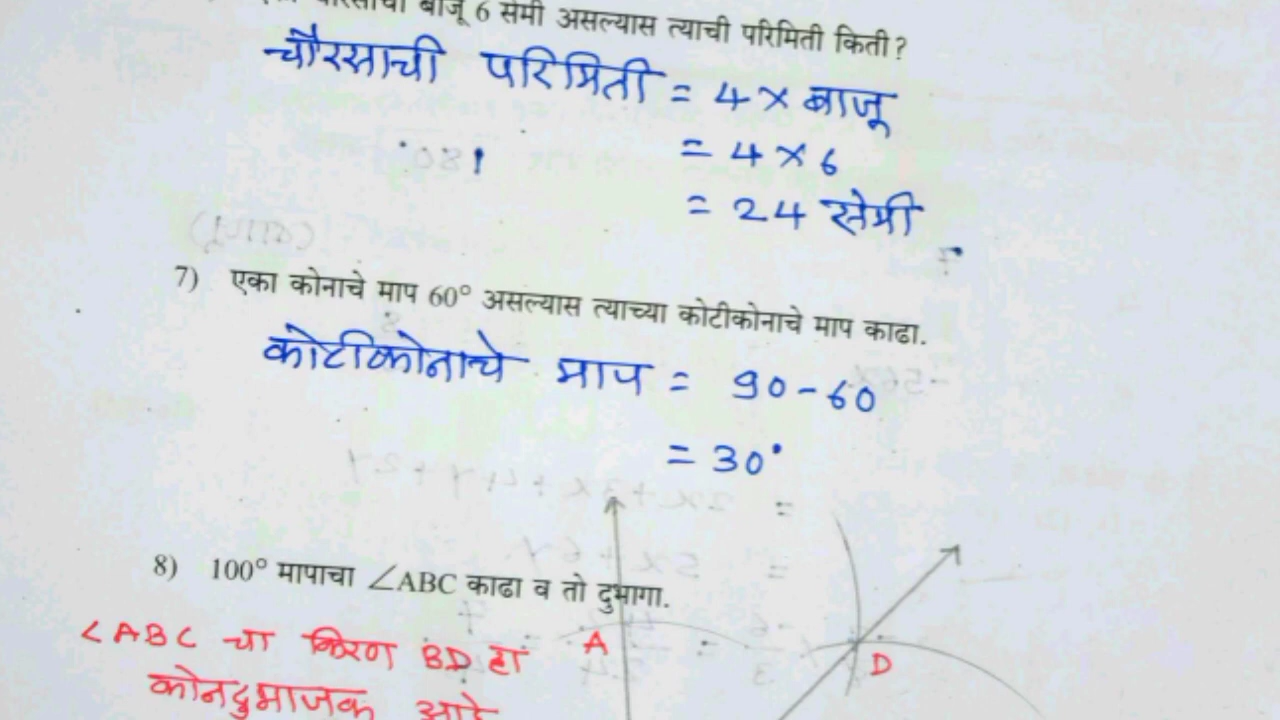 बाजू 6 सेमी असल्यास त्याची परिमिती किती?
चौरसाची परिमिती = 4 × बाजू
= 4 × 6
= 24 सेमी
7) एका कोनाचे माप 60° असल्यास त्याच्या कोटीकोनाचे माप काढा.
कोटीकोनाचे माप = 90 - 60
= 30°
8) 100° मापाचा ∠ABC काढा व तो दुभागा.
∠ABC चा किरण BD हा
कोनदुभाजक आहे
A
D